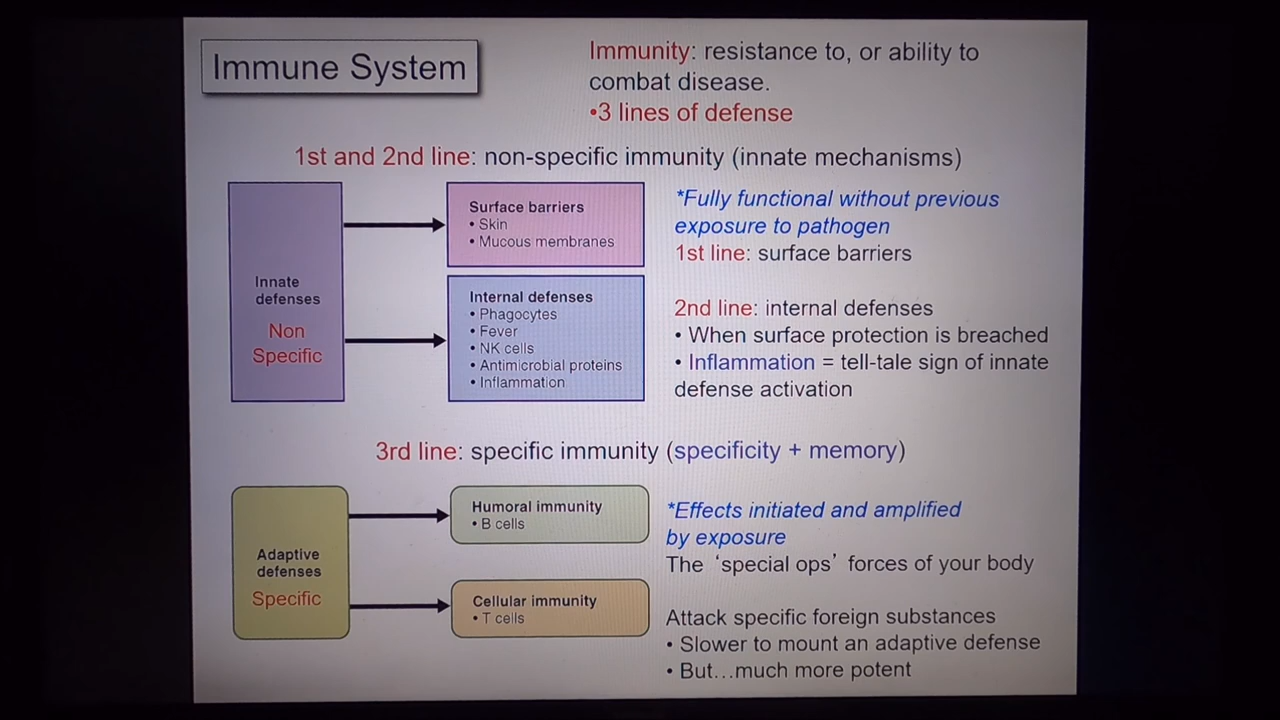 Immune System
Immunity: resistance to, or ability to
combat disease.
•3 lines of defense
1st and 2nd line: non-specific immunity (innate mechanisms)
Innate
defenses
Non
Specific
Surface barriers
• Skin
• Mucous membranes
Internal defenses
• Phagocytes
• Fever
• NK cells
• Antimicrobial proteins
• Inflammation
*Fully functional without previous
exposure to pathogen
1st line: surface barriers
2nd line: internal defenses
• When surface protection is breached
• Inflammation = tell-tale sign of innate
defense activation
3rd line: specific immunity (specificity + memory)
Adaptive
defenses
Specific
Humoral immunity
• B cells
Cellular immunity
• T cells
*Effects initiated and amplified
by exposure
The ‘special ops’ forces of your body
Attack specific foreign substances
• Slower to mount an adaptive defense
• But…much more potent